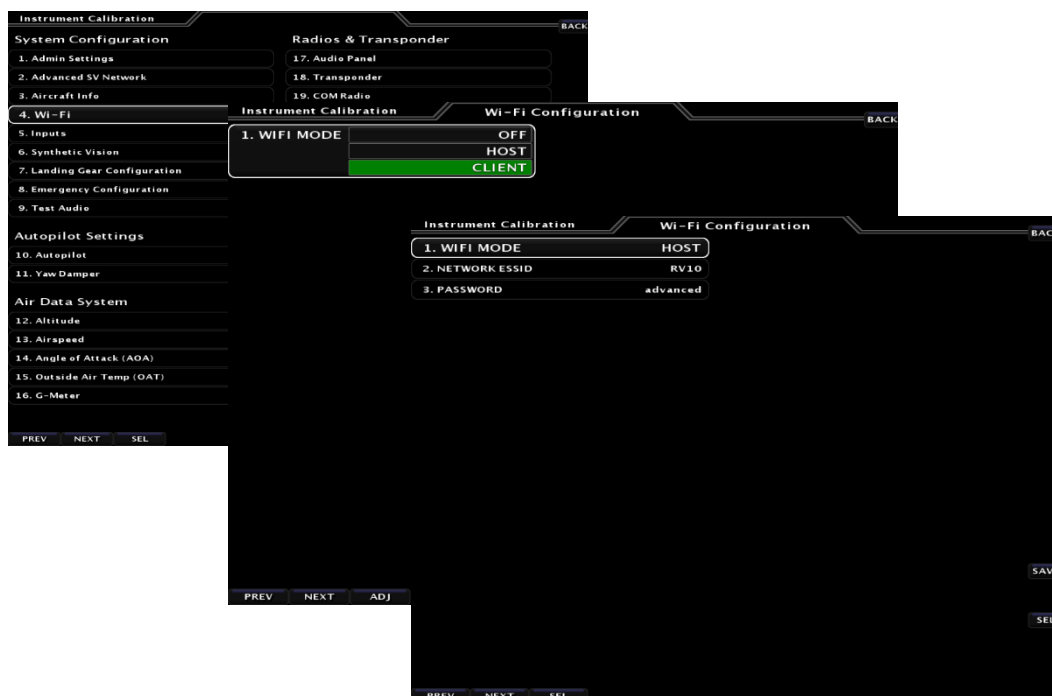 Instrument Calibration
BACK
System Configuration
1. Admin Settings
2. Advanced SV Network
3. Aircraft Info
4. Wi-Fi
5. Inputs
6. Synthetic Vision
7. Landing Gear Configuration
8. Emergency Configuration
9. Test Audio
Autopilot Settings
10. Autopilot
11. Yaw Damper
Air Data System
12. Altitude
13. Airspeed
14. Angle of Attack (AOA)
15. Outside Air Temp (OAT)
16. G-Meter
Radios & Transponder
17. Audio Panel
18. Transponder
19. COM Radio
PREV NEXT SEL
Instrument Calibration Wi-Fi Configuration
BACK
1. WIFI MODE OFF
HOST
CLIENT
PREV NEXT ADJ
Instrument Calibration Wi-Fi Configuration
BAC
1. WIFI MODE HOST
2. NETWORK ESSID RV10
3. PASSWORD advanced
SAV
SEL
PREV NEXT SEL